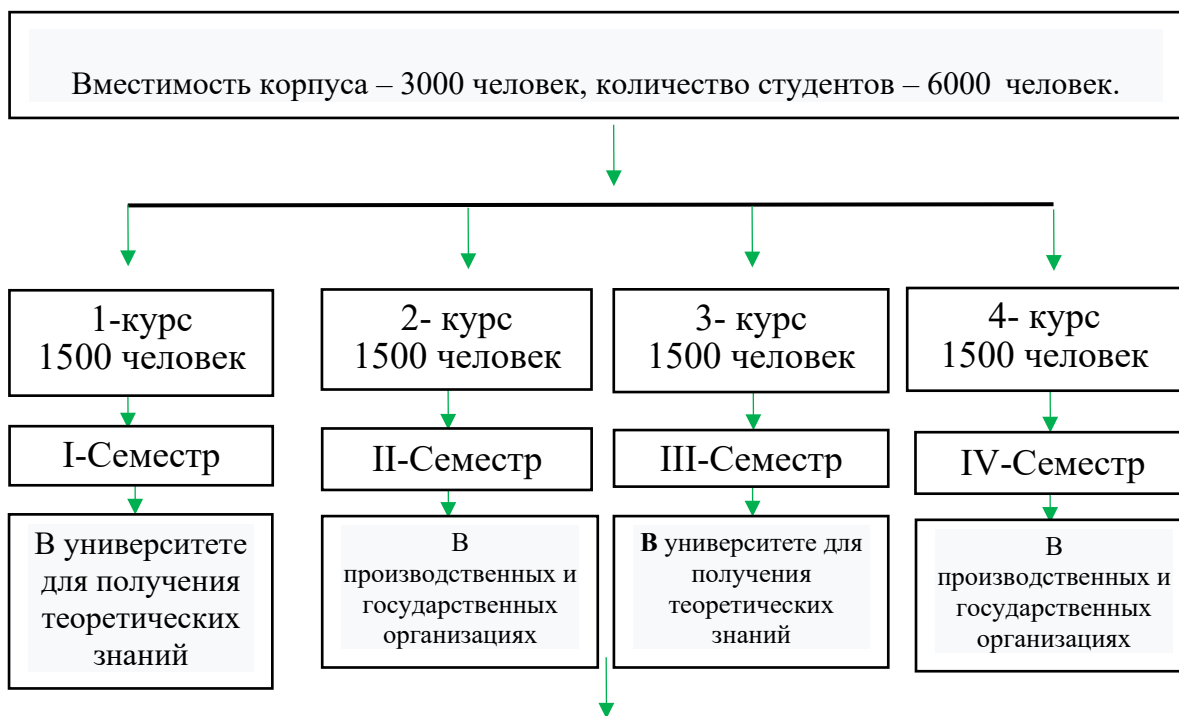 Вместимость корпуса – 3000 человек, количество студентов – 6000 человек.
1-курс
1500 человек
2- курс
1500 человек
3- курс
1500 человек
4- курс
1500 человек
I-Семестр
II-Семестр
III-Семестр
IV-Семестр
В университете
для получения
теоретических
знаний
В
производственных и
государственных
организациях
В университете для
получения
теоретических
знаний
В
производственных и
государственных
организациях